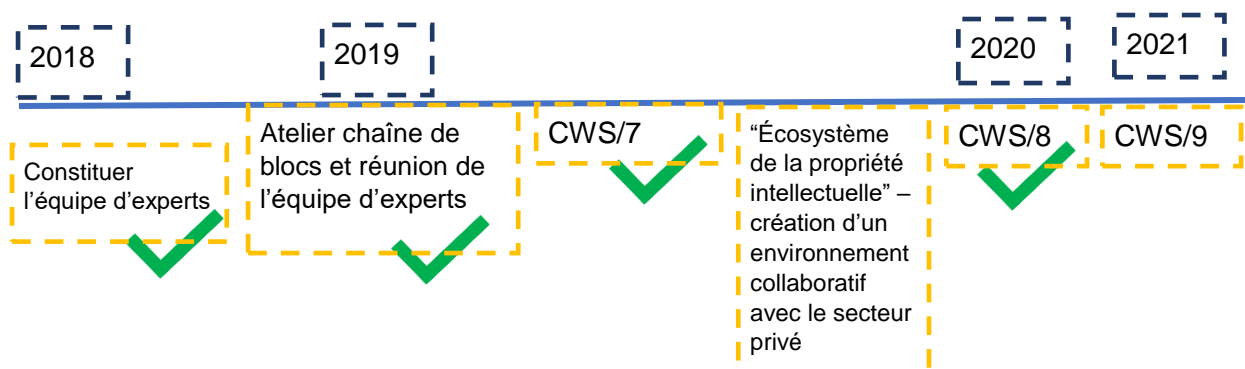 2018
2019
2020
2021
Constituer
l’équipe d’experts
Atelier chaîne de
blocs et réunion de
l’équipe d’experts
CWS/7
“Écosystème
de la propriété
intellectuelle” –
création d’un
environnement
collaboratif
avec le secteur
privé
CWS/8
CWS/9